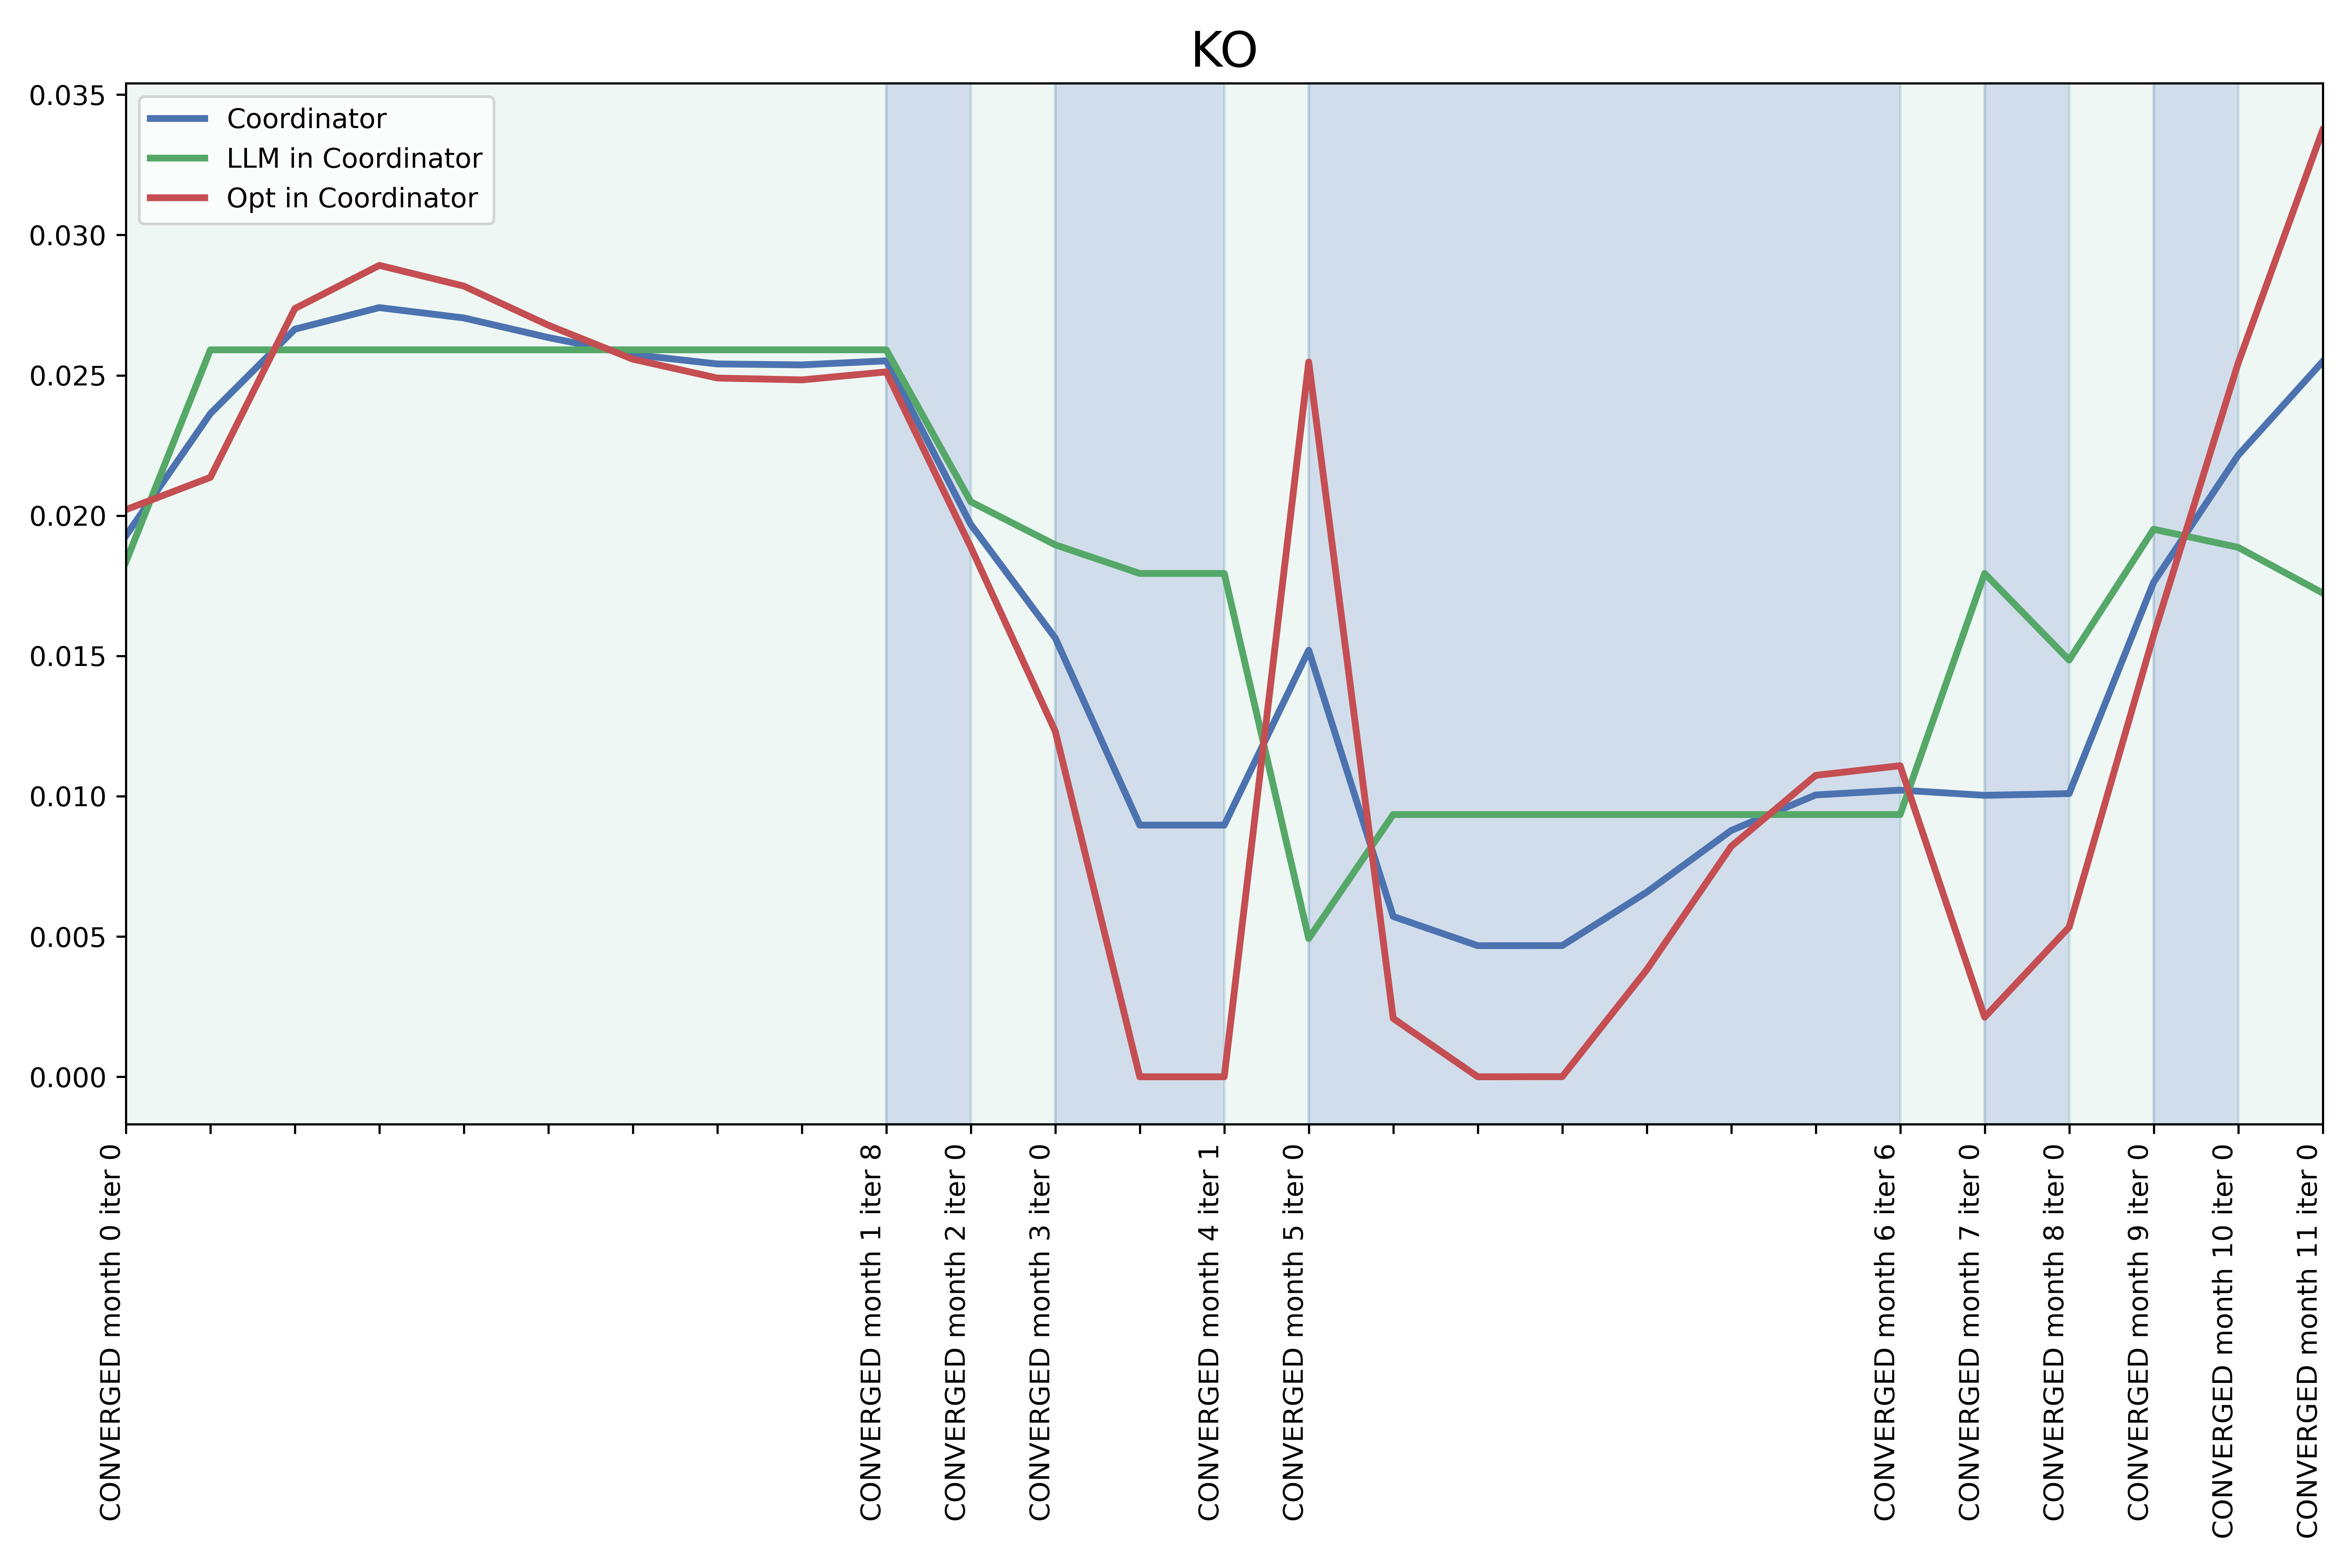 KO
0.035
0.030
0.025
0.020
0.015
0.010
0.005
0.000
Coordinator
LLM in Coordinator
Opt in Coordinator
CONVERGED month 0 iter 0
CONVERGED month 1 iter 8
CONVERGED month 2 iter 0
CONVERGED month 3 iter 0
CONVERGED month 4 iter 1
CONVERGED month 5 iter 0
CONVERGED month 6 iter 6
CONVERGED month 7 iter 0
CONVERGED month 8 iter 0
CONVERGED month 9 iter 0
CONVERGED month 10 iter 0
CONVERGED month 11 iter 0